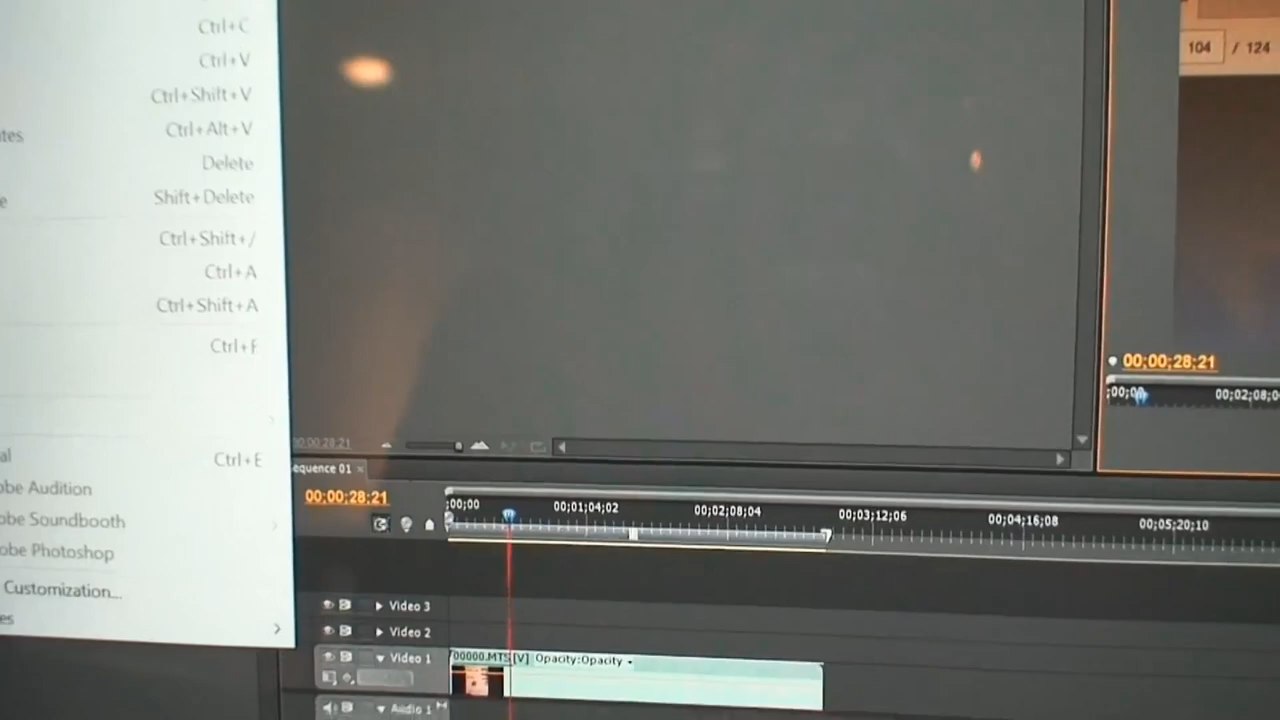 Ctrl+C
Ctrl+V
Ctrl+Shift+V
Ctrl+Alt+V
Delete
Shift+Delete
Ctrl+Shift+/
Ctrl+A
Ctrl+Shift+A
Ctrl+F
Ctrl+E
obe Audition
obe Soundbooth
obe Photoshop
Customization...
104 / 124
00;00;28;21
;00;00 00;02;08;0
00;00;28;21
equence 01 ×
00;00;28;21
;00;00 00;01;04;02 00;02;08;04 00;03;12;06 00;04;16;08 00;05;20;10
Video 3
Video 2
Video 1 00000.MTS [V] Opacity:Opacity
Audio 1